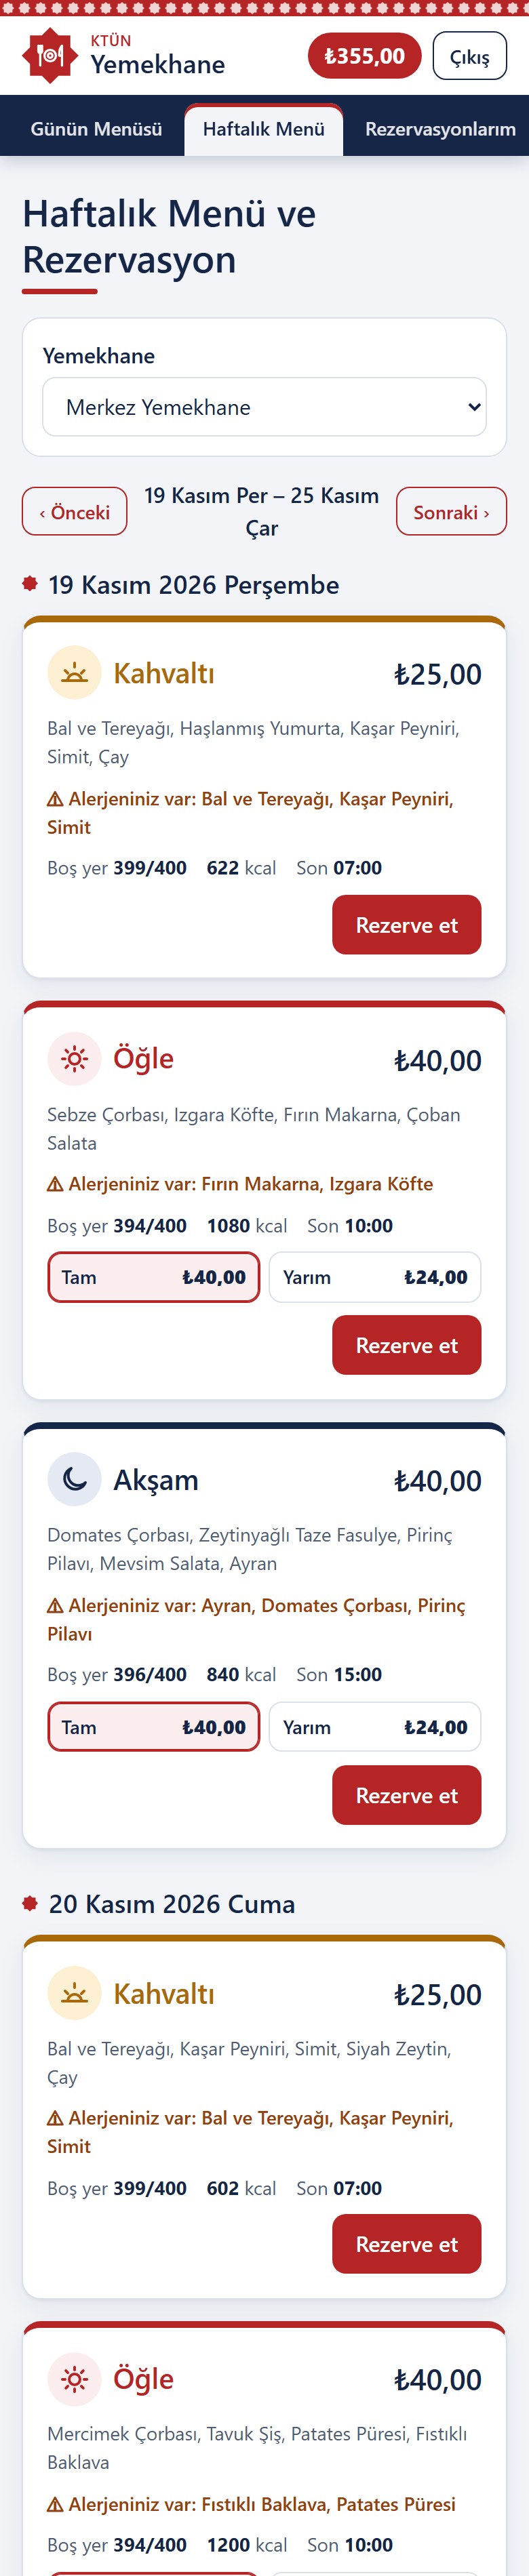 KTÜN
Yemekhane
₺355,00
Çıkış
Günün Menüsü
Haftalık Menü
Rezervasyonlarım
Haftalık Menü ve
Rezervasyon
Yemekhane
Merkez Yemekhane
‹ Önceki
19 Kasım Per – 25 Kasım
Çar
Sonraki ›
19 Kasım 2026 Perşembe
Kahvaltı
₺25,00
Bal ve Tereyağı, Haşlanmış Yumurta, Kaşar Peyniri,
Simit, Çay
⚠ Alerjeniniz var: Bal ve Tereyağı, Kaşar Peyniri,
Simit
Boş yer 399/400 622 kcal Son 07:00
Rezerve et
Öğle
₺40,00
Sebze Çorbası, Izgara Köfte, Fırın Makarna, Çoban
Salata
⚠ Alerjeniniz var: Fırın Makarna, Izgara Köfte
Boş yer 394/400 1080 kcal Son 10:00
Tam ₺40,00
Yarım ₺24,00
Rezerve et
Akşam
₺40,00
Domates Çorbası, Zeytinyağlı Taze Fasulye, Pirinç
Pilavı, Mevsim Salata, Ayran
⚠ Alerjeniniz var: Ayran, Domates Çorbası, Pirinç
Pilavı
Boş yer 396/400 840 kcal Son 15:00
Tam ₺40,00
Yarım ₺24,00
Rezerve et
20 Kasım 2026 Cuma
Kahvaltı
₺25,00
Bal ve Tereyağı, Kaşar Peyniri, Simit, Siyah Zeytin,
Çay
⚠ Alerjeniniz var: Bal ve Tereyağı, Kaşar Peyniri,
Simit
Boş yer 399/400 602 kcal Son 07:00
Rezerve et
Öğle
₺40,00
Mercimek Çorbası, Tavuk Şiş, Patates Püresi, Fıstıklı
Baklava
⚠ Alerjeniniz var: Fıstıklı Baklava, Patates Püresi
Boş yer 394/400 1200 kcal Son 10:00